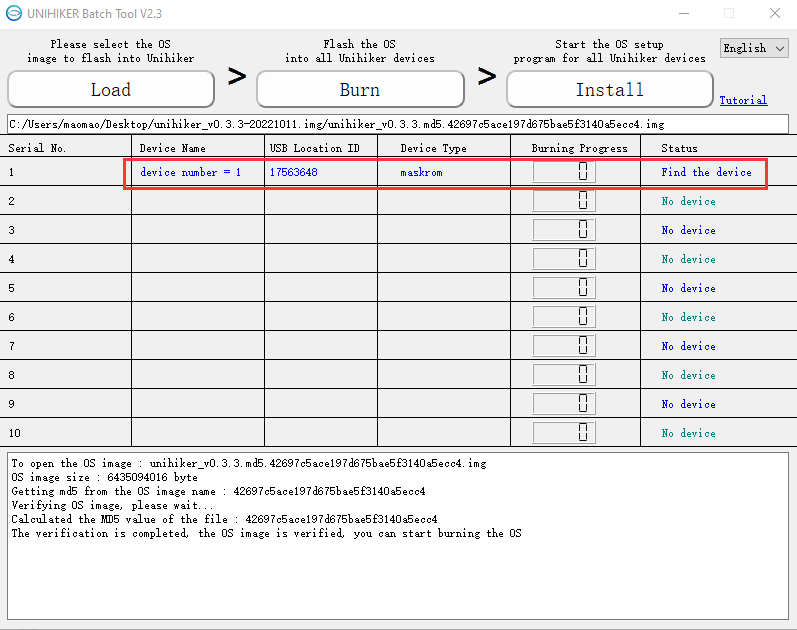 UNIHIKER Batch Tool V2.3
Please select the OS
image to flash into Unihiker
Flash the OS
into all Unihiker devices
Start the OS setup
program for all Unihiker devices
English
Load > Burn > Install
Tutorial
C:/Users/maomao/Desktop/unihiker_v0.3.3-20221011.img/unihiker_v0.3.3.md5.42697c5ace197d675bae5f3140a5ecc4.img
Serial No. Device Name USB Location ID Device Type Burning Progress Status
1 device number = 1 17563648 maskrom 0 Find the device
2 0 No device
3 0 No device
4 0 No device
5 0 No device
6 0 No device
7 0 No device
8 0 No device
9 0 No device
10 0 No device
To open the OS image : unihiker_v0.3.3.md5.42697c5ace197d675bae5f3140a5ecc4.img
OS image size : 6435094016 byte
Getting md5 from the OS image name : 42697c5ace197d675bae5f3140a5ecc4
Verifying OS image, please wait...
Calculated the MD5 value of the file : 42697c5ace197d675bae5f3140a5ecc4
The verification is completed, the OS image is verified, you can start burning the OS